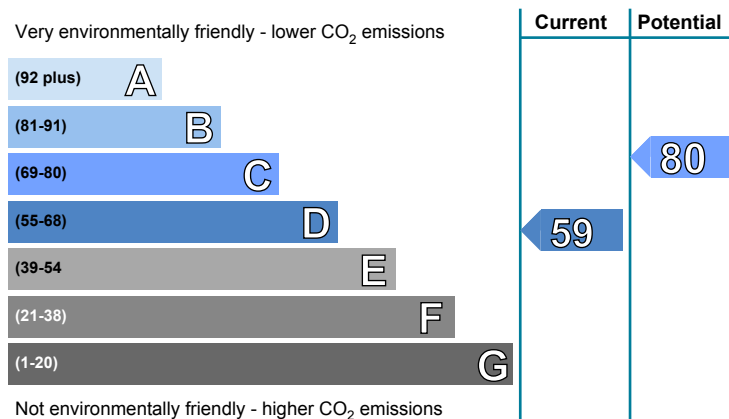 Very environmentally friendly - lower CO2 emissions
Current
Potential
(92 plus) A
(81-91) B
(69-80) C
80
(55-68) D
59
(39-54 E
(21-38) F
(1-20) G
Not environmentally friendly - higher CO2 emissions